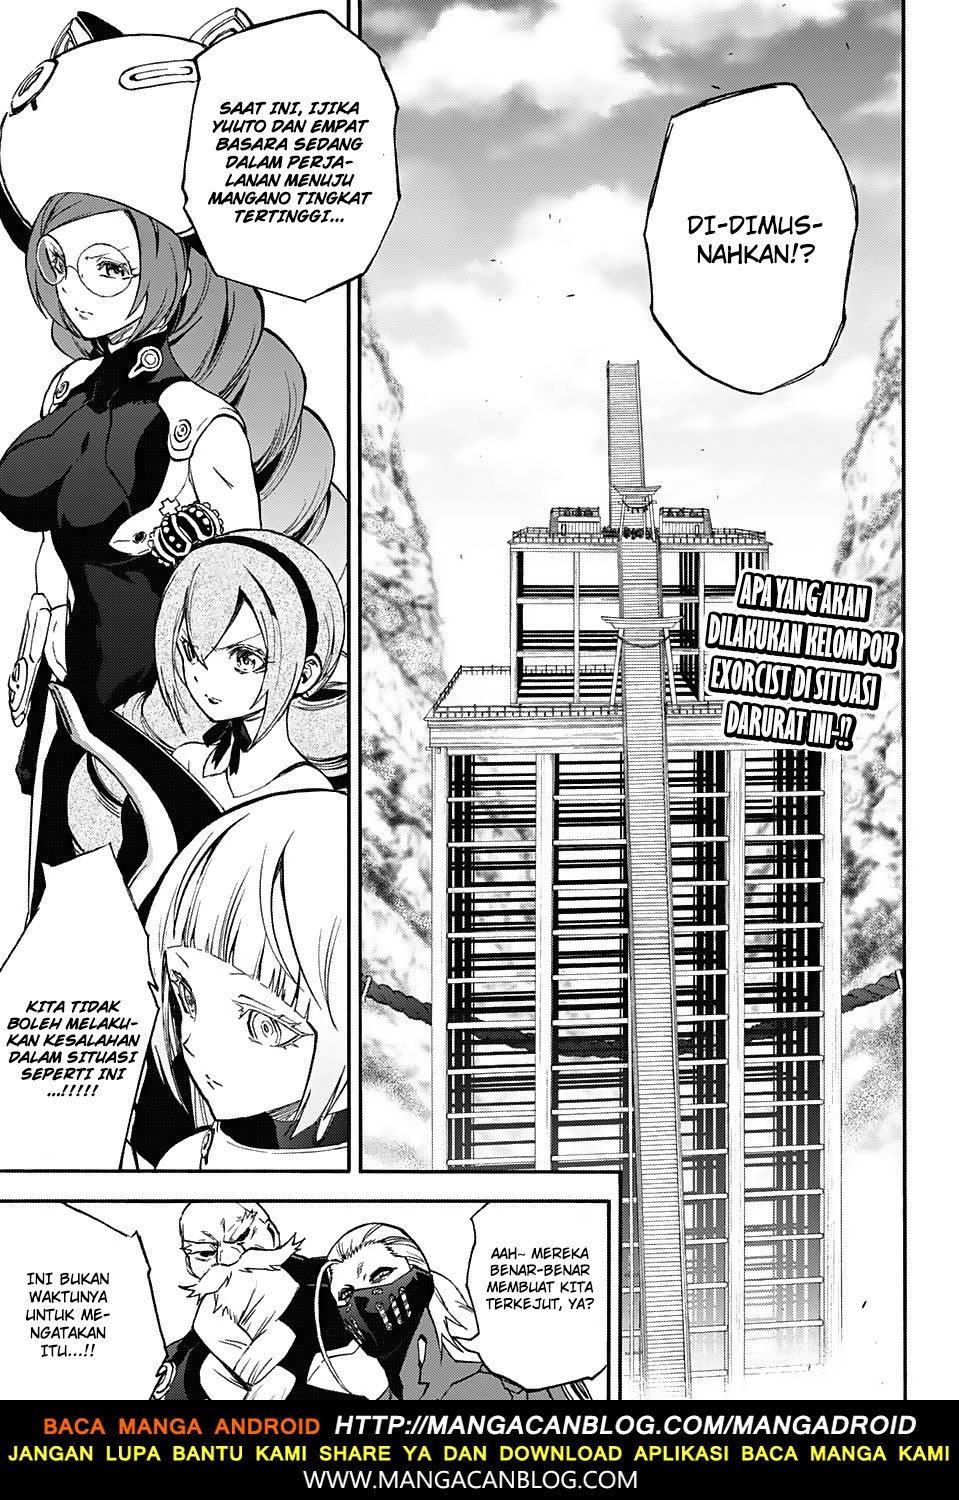 DI-DIMUS-
NAHKAN!?
APA YANG AKAN
DILAKUKAN KELOMPOK
EXORCIST DI SITUASI
DARURAT INI-!?
SAAT INI, IJIKA
YUUTO DAN EMPAT
BASARA SEDANG
DALAM PERJA-
LANAN MENUJU
MANGANO TINGKAT
TERTINGGI...
KITA TIDAK
BOLEH MELAKU-
KAN KESALAHAN
DALAM SITUASI
SEPERTI INI
...!!!!!
AAH~ MEREKA
BENAR-BENAR
MEMBUAT KITA
TERKEJUT, YA?
INI BUKAN
WAKTUNYA
UNTUK ME-
NGATAKAN
ITU...!!
BACA MANGA ANDROID HTTP://MANGACANBLOG.COM/MANGADROID
JANGAN LUPA BANTU KAMI SHARE YA DAN DOWNLOAD APLIKASI BACA MANGA KAMI
WWW.MANGACANBLOG.COM